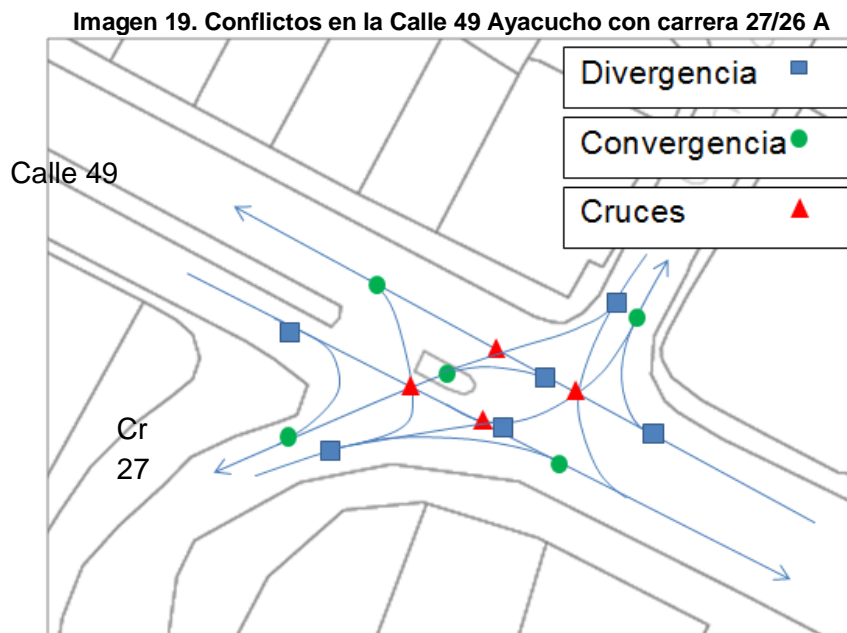 Imagen 19. Conflictos en la Calle 49 Ayacucho con carrera 27/26 A
Divergencia
Convergencia
Cruces
Calle 49
Cr
27